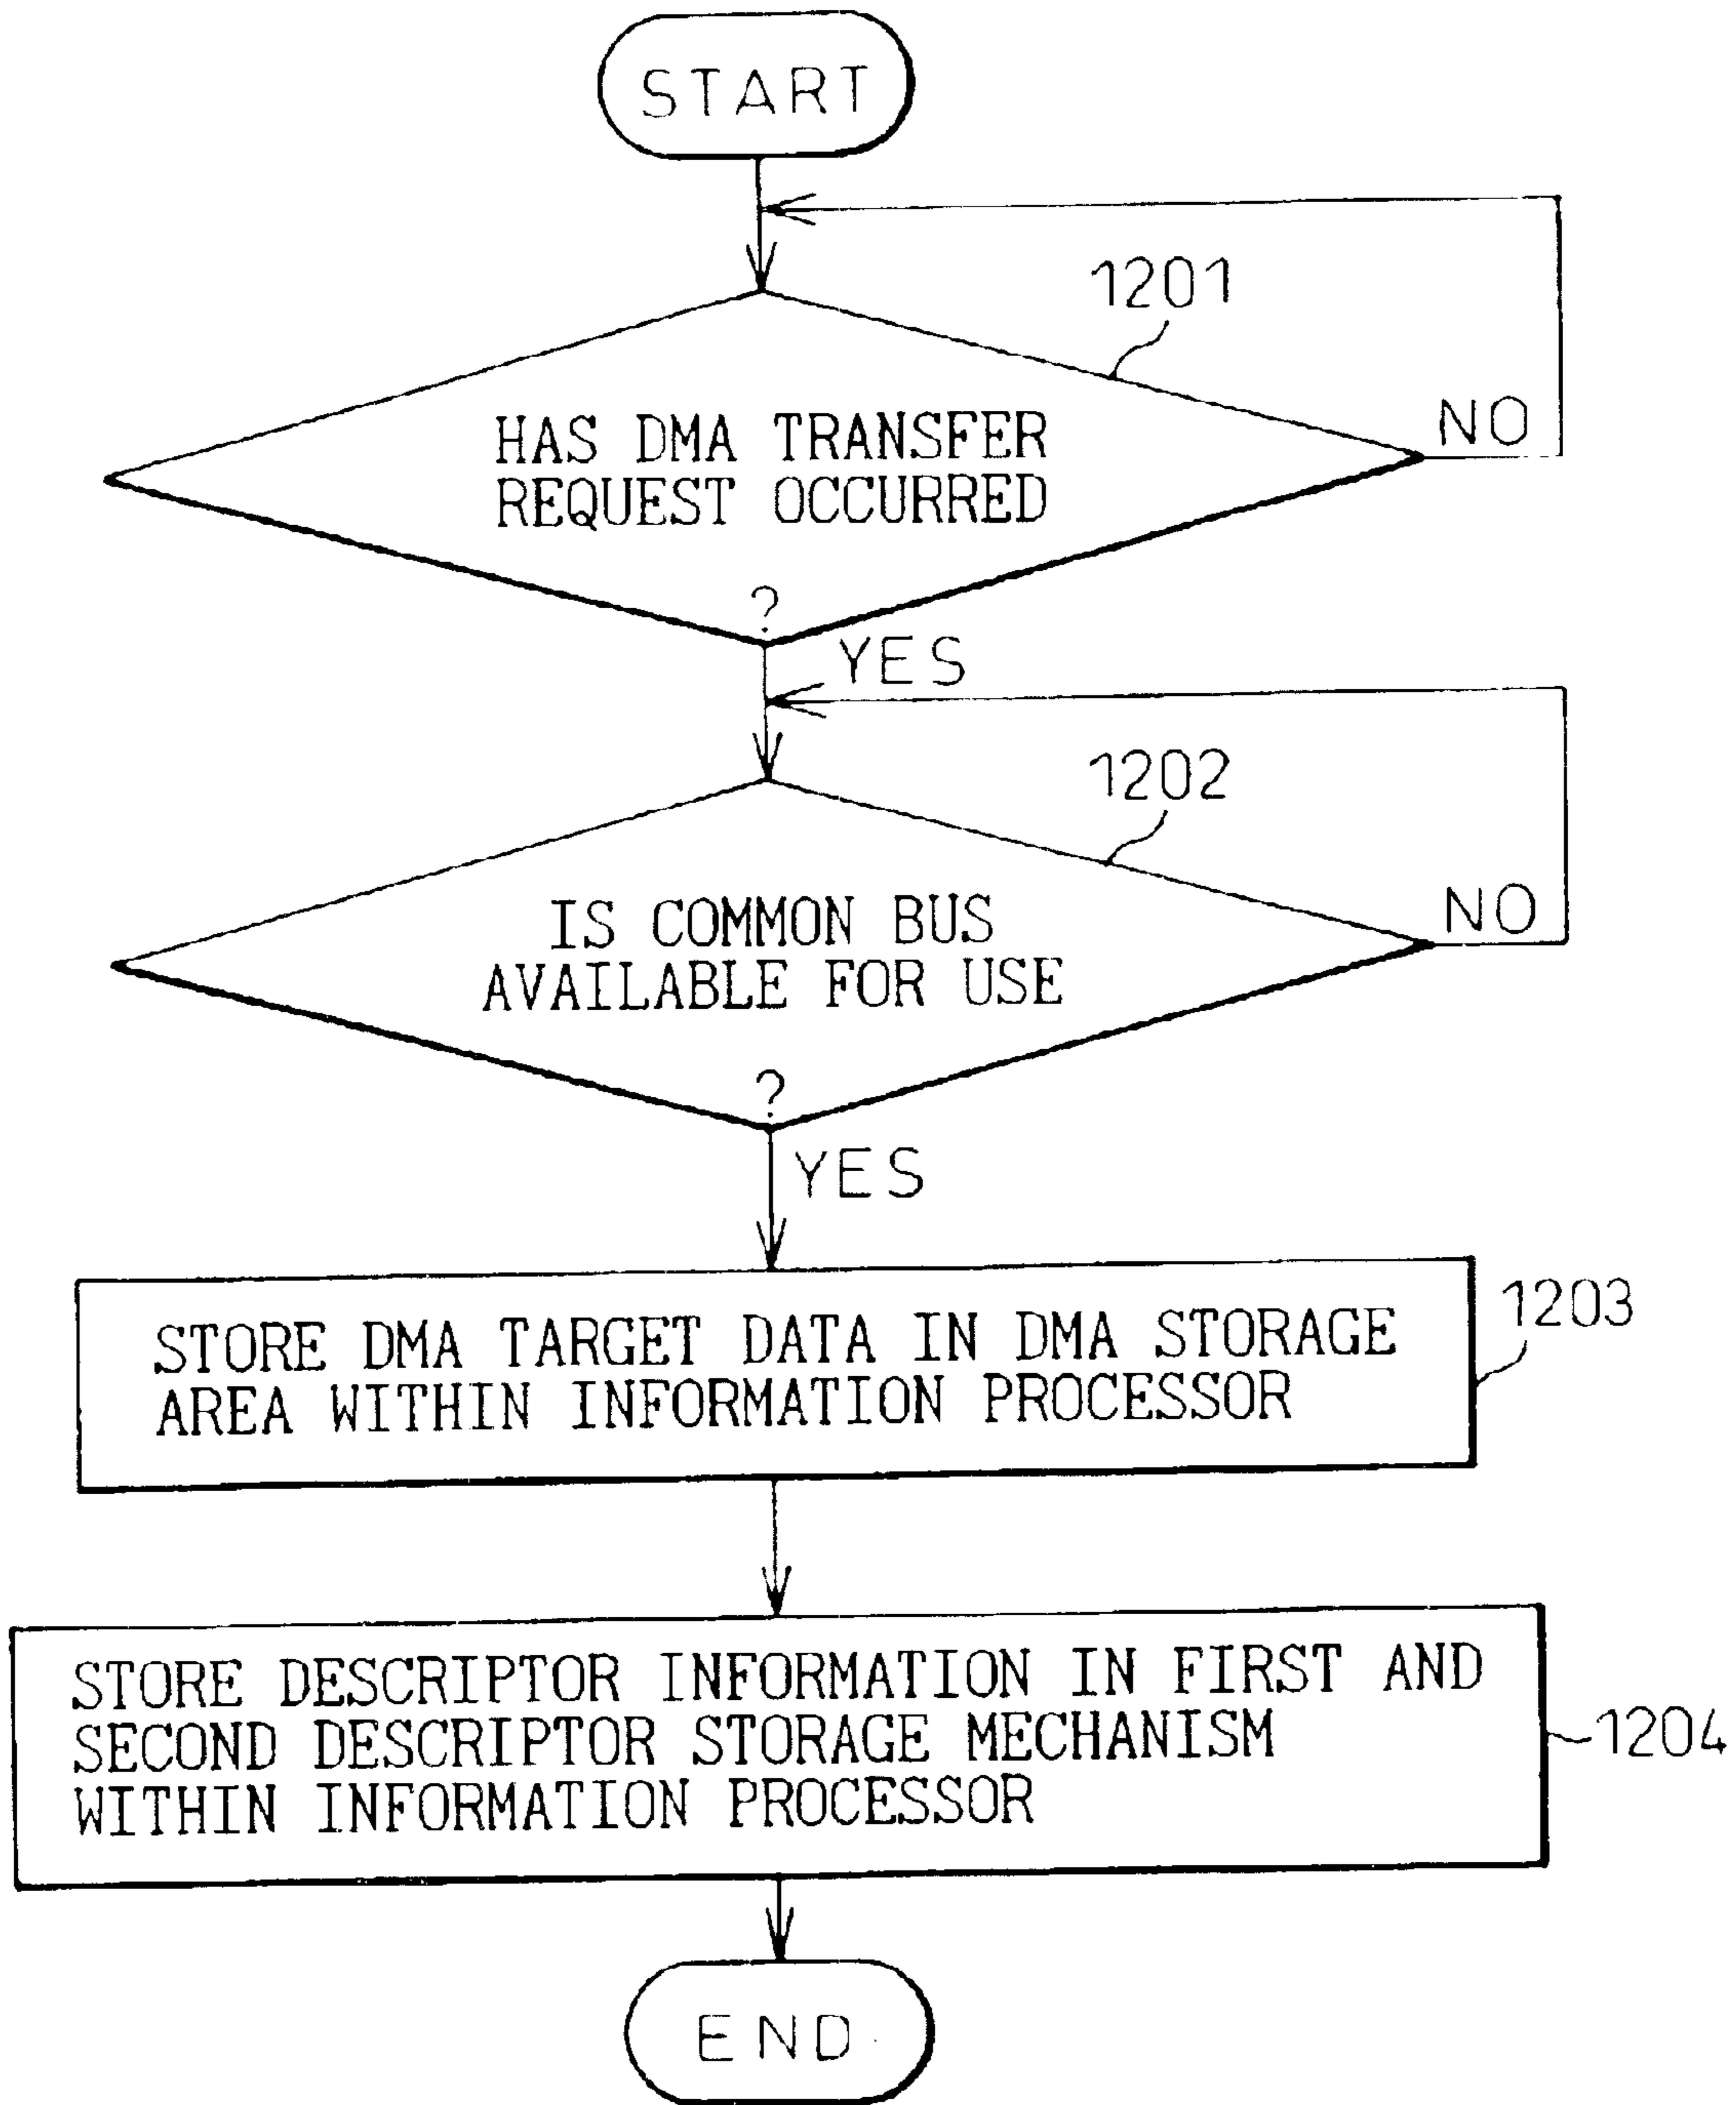 START
1201
HAS DMA TRANSFER
REQUEST OCCURRED
?
NO
YES
1202
IS COMMON BUS
AVAILABLE FOR USE
?
NO
YES
1203
STORE DMA TARGET DATA IN DMA STORAGE
AREA WITHIN INFORMATION PROCESSOR
STORE DESCRIPTOR INFORMATION IN FIRST AND
SECOND DESCRIPTOR STORAGE MECHANISM
WITHIN INFORMATION PROCESSOR
1204
END